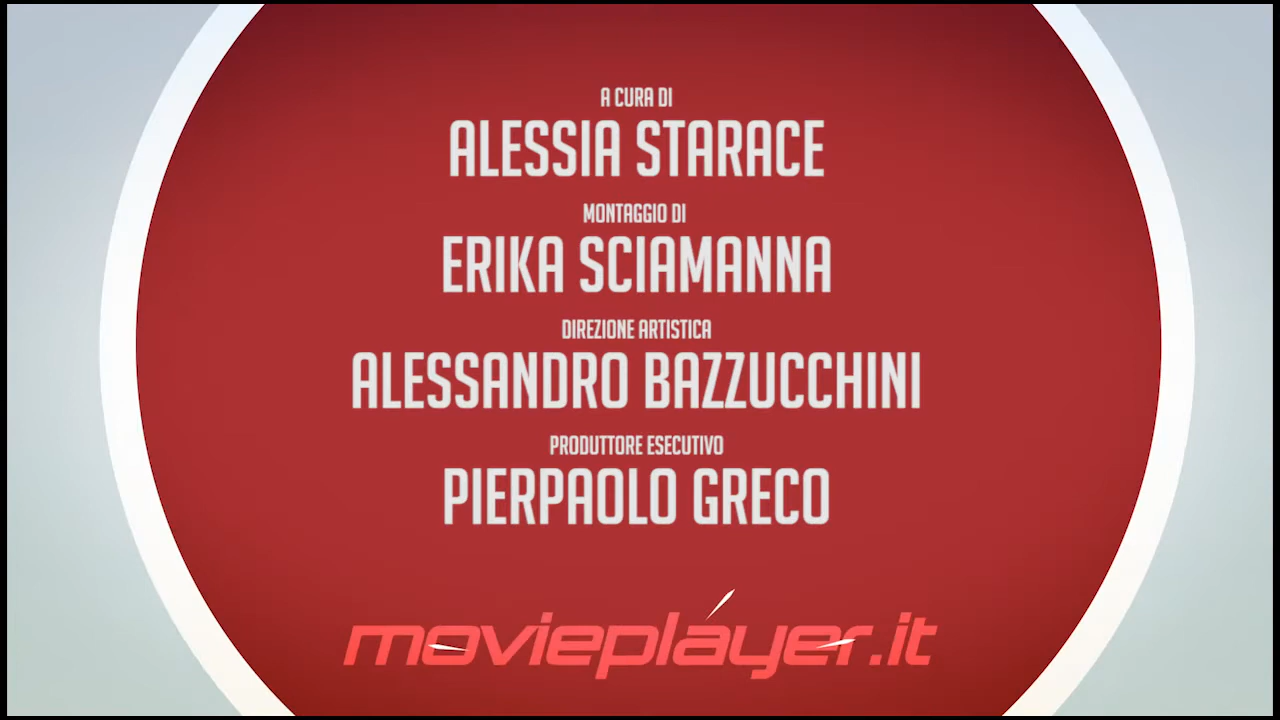 A CURA DI
ALESSIA STARACE
MONTAGGIO DI
ERIKA SCIAMANNA
DIREZIONE ARTISTICA
ALESSANDRO BAZZUCCHINI
PRODUTTORE ESECUTIVO
PIERPAOLO GRECO
movieplayer.it